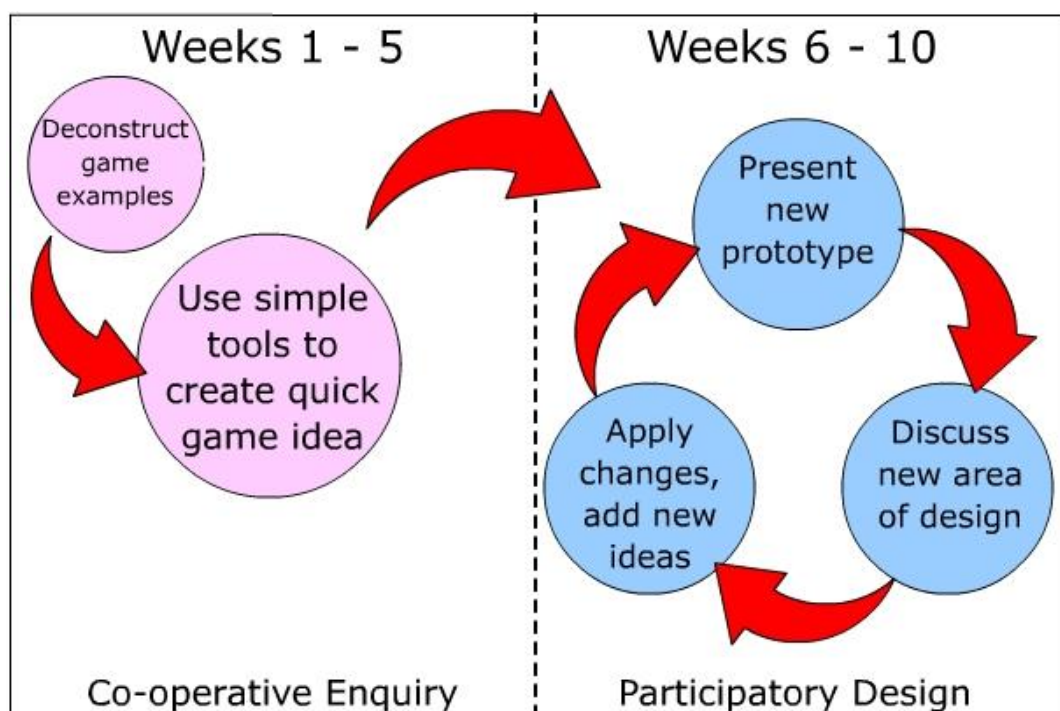 Weeks 1 - 5
Deconstruct
game
examples
Use simple
tools to
create quick
game idea
Co-operative Enquiry
Weeks 6 - 10
Present
new
prototype
Discuss
new area
of design
Apply
changes,
add new
ideas
Participatory Design